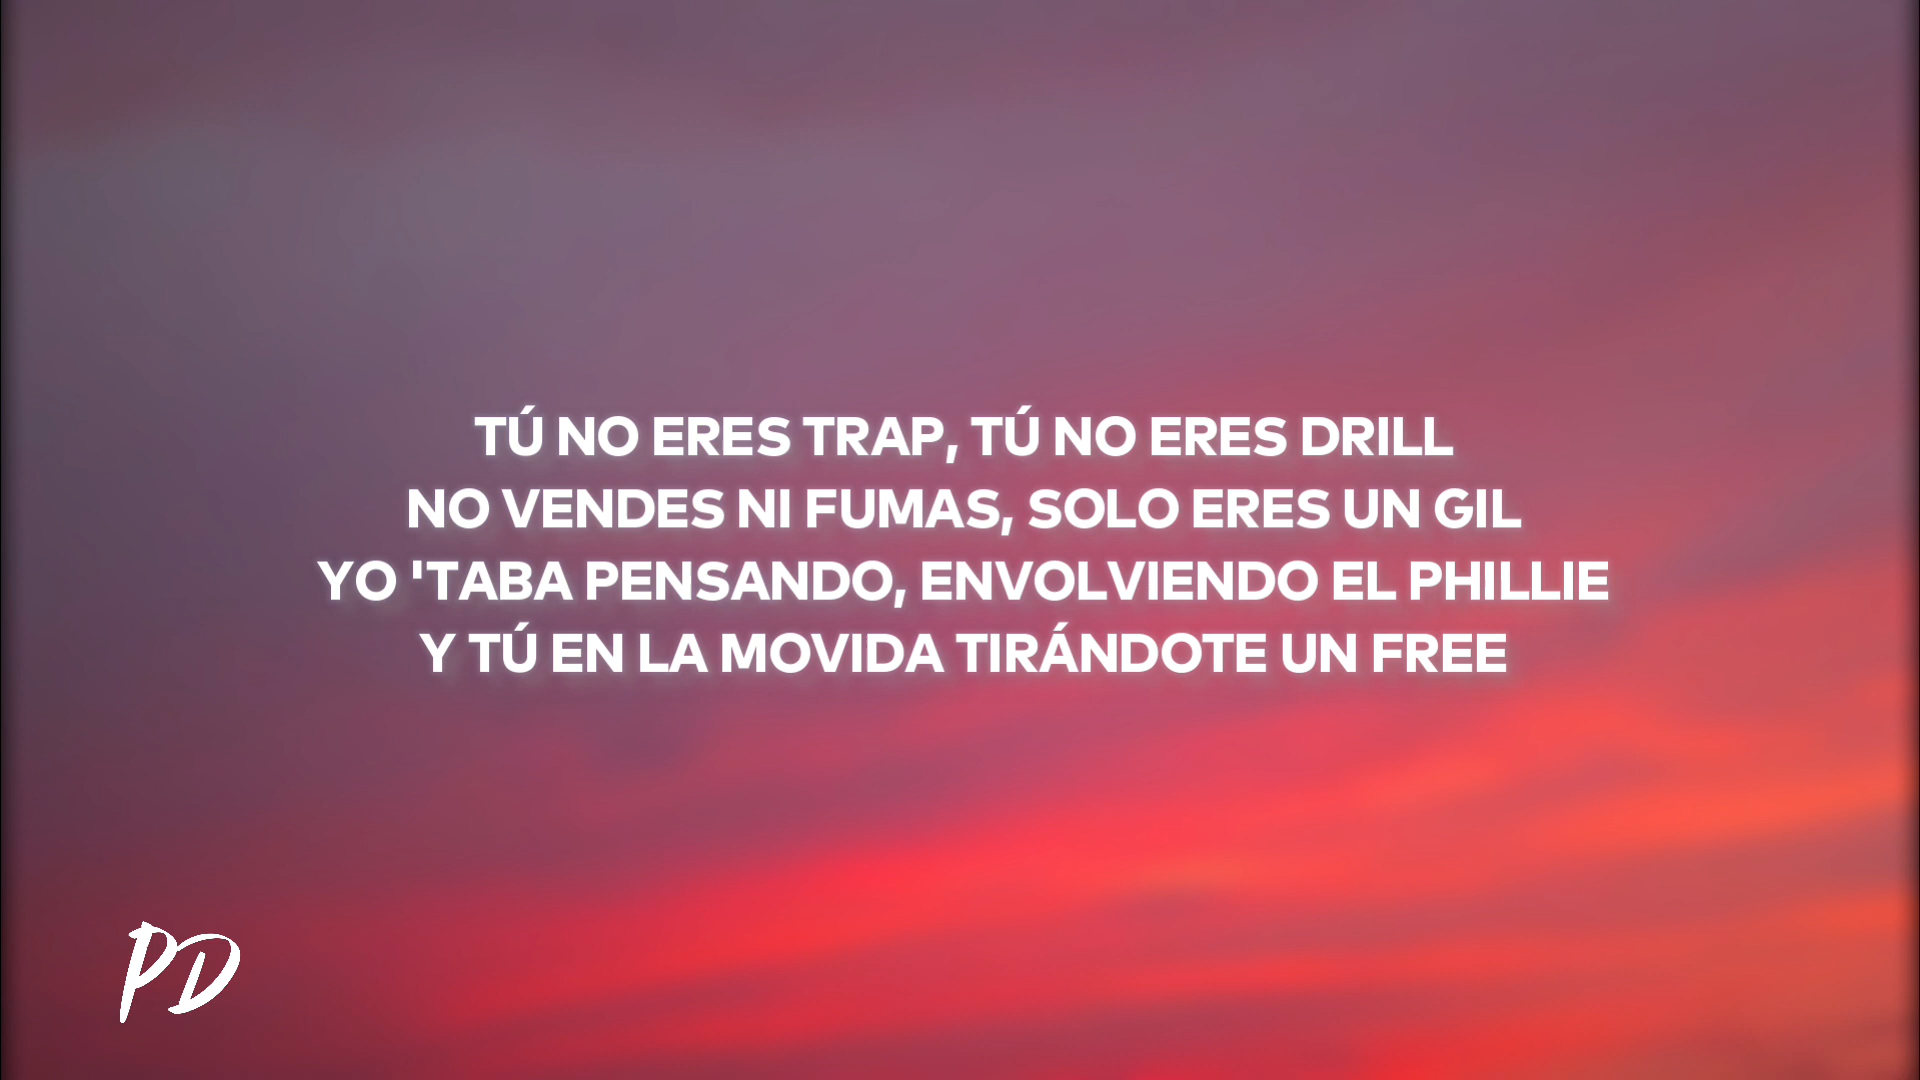 TÚ NO ERES TRAP, TÚ NO ERES DRILL
NO VENDES NI FUMAS, SOLO ERES UN GIL
YO 'TABA PENSANDO, ENVOLVIENDO EL PHILLIE
Y TÚ EN LA MOVIDA TIRÁNDOTE UN FREE
PD